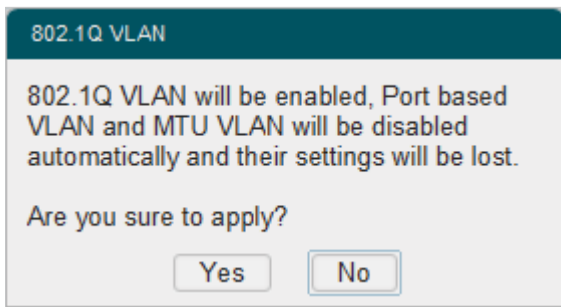 802.1Q VLAN
802.1Q VLAN will be enabled, Port based
VLAN and MTU VLAN will be disabled
automatically and their settings will be lost.
Are you sure to apply?
Yes No